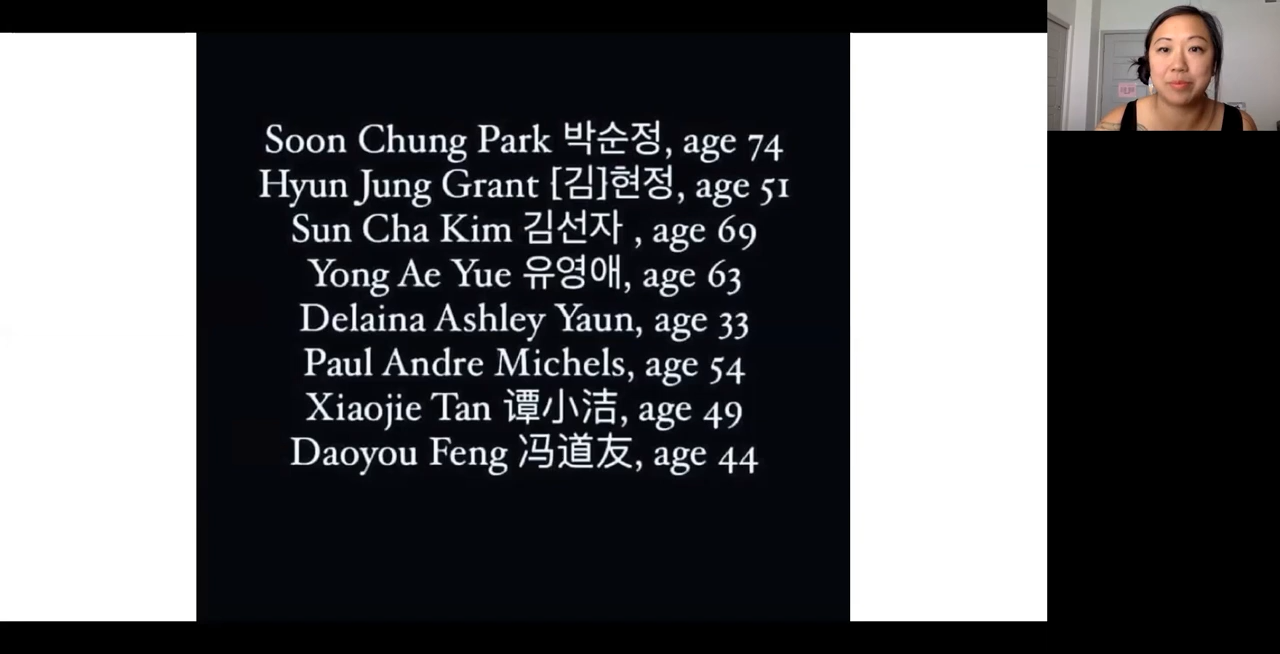 Soon Chung Park 박순정, age 74
Hyun Jung Grant [김]현정, age 51
Sun Cha Kim 김선자 , age 69
Yong Ae Yue 유영애, age 63
Delaina Ashley Yaun, age 33
Paul Andre Michels, age 54
Xiaojie Tan 谭小洁, age 49
Daoyou Feng 冯道友, age 44